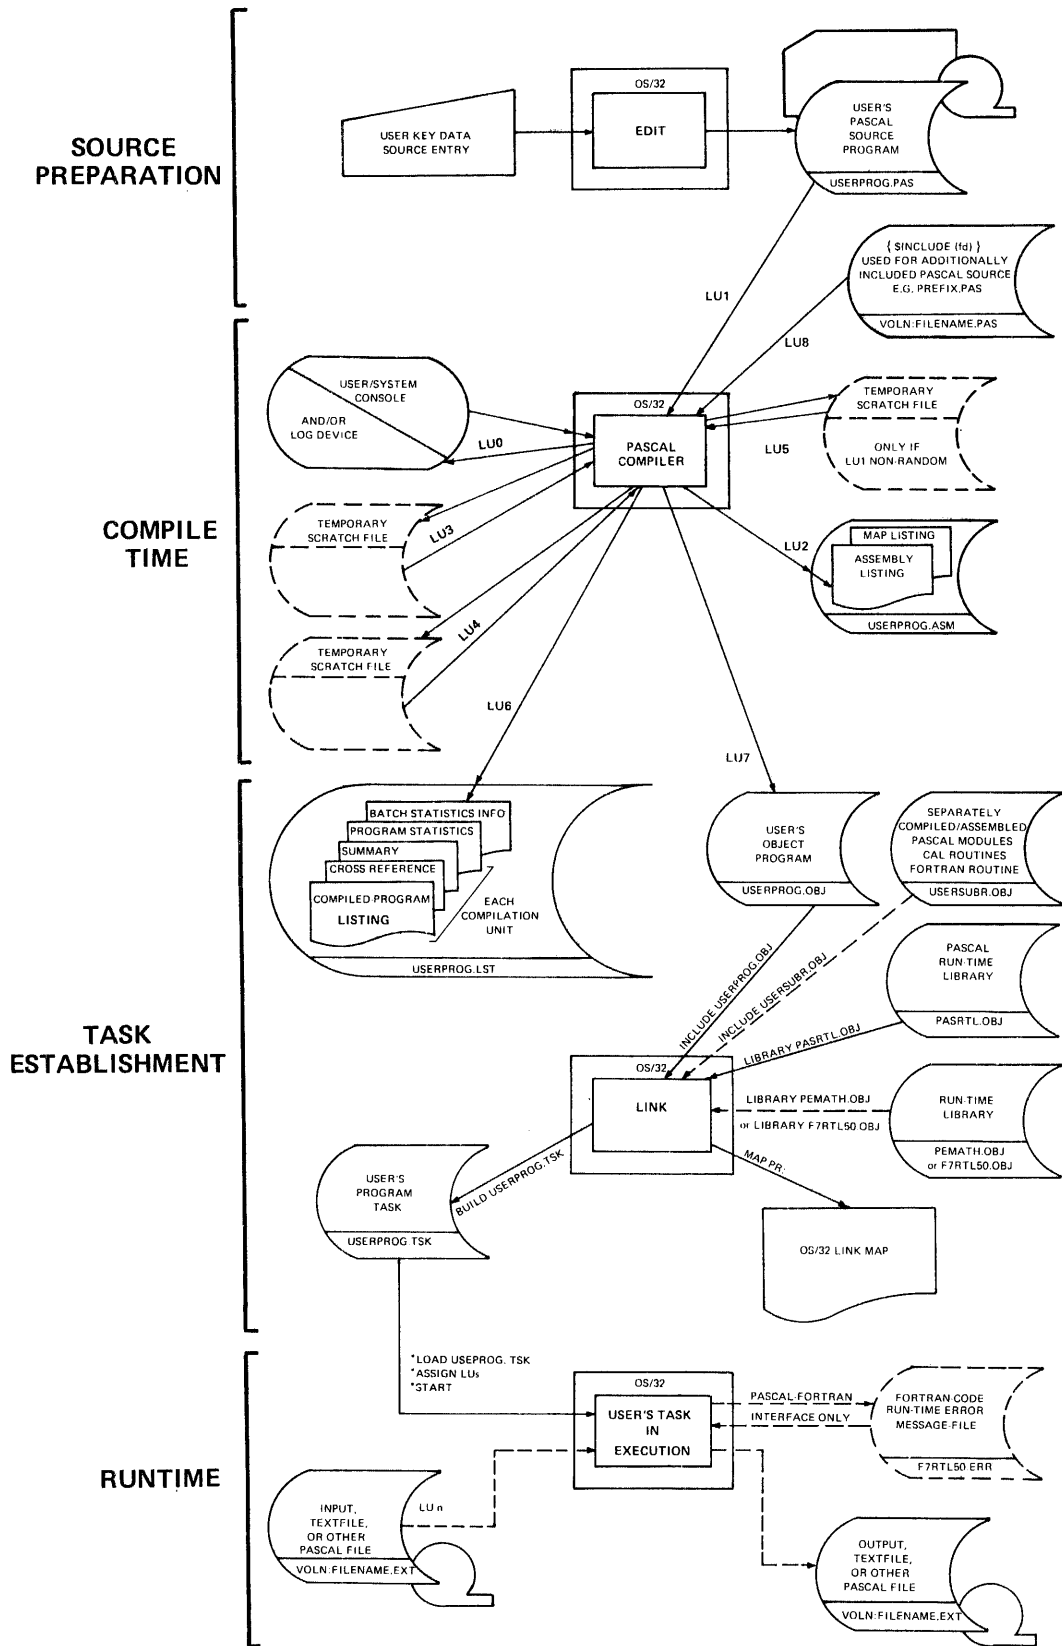 SOURCE
PREPARATION
USER KEY DATA
SOURCE ENTRY
OS/32
EDIT
USER'S
PASCAL
SOURCE
PROGRAM
USERPROG.PAS
{ $INCLUDE (fd) }
USED FOR ADDITIONALLY
INCLUDED PASCAL SOURCE
E.G. PREFIX.PAS
VOLN:FILENAME.PAS
LU1
LU8
COMPILE
TIME
USER/SYSTEM
CONSOLE
AND/OR
LOG DEVICE
LU0
OS/32
PASCAL
COMPILER
TEMPORARY
SCRATCH FILE
ONLY IF
LU1 NON-RANDOM
LU5
TEMPORARY
SCRATCH FILE
LU3
LU2
MAP LISTING
ASSEMBLY
LISTING
USERPROG.ASM
TEMPORARY
SCRATCH FILE
LU4
LU6
LU7
TASK
ESTABLISHMENT
BATCH STATISTICS INFO
PROGRAM STATISTICS
SUMMARY
CROSS REFERENCE
COMPILED-PROGRAM
LISTING
EACH
COMPILATION
UNIT
USERPROG.LST
USER'S
OBJECT
PROGRAM
USERPROG.OBJ
SEPARATELY
COMPILED/ASSEMBLED
PASCAL MODULES
CAL ROUTINES
FORTRAN ROUTINE
USERSUBR.OBJ
PASCAL
RUN-TIME
LIBRARY
PASRTL.OBJ
INCLUDE USERPROG.OBJ
INCLUDE USERSUBR.OBJ
LIBRARY PASRTL.OBJ
OS/32
LINK
LIBRARY PEMATH.OBJ
or LIBRARY F7RTL50.OBJ
RUN-TIME
LIBRARY
PEMATH.OBJ
or F7RTL50.OBJ
MAP PR:
BUILD USERPROG.TSK
USER'S
PROGRAM
TASK
USERPROG.TSK
OS/32 LINK MAP
RUNTIME
*LOAD USEPROG. TSK
*ASSIGN LUs
*START
OS/32
USER'S TASK
IN
EXECUTION
PASCAL-FORTRAN
INTERFACE ONLY
FORTRAN-CODE
RUN-TIME ERROR
MESSAGE-FILE
F7RTL50.ERR
LU n
INPUT,
TEXTFILE,
OR OTHER
PASCAL FILE
VOLN:FILENAME.EXT
OUTPUT,
TEXTFILE,
OR OTHER
PASCAL FILE
VOLN:FILENAME.EXT